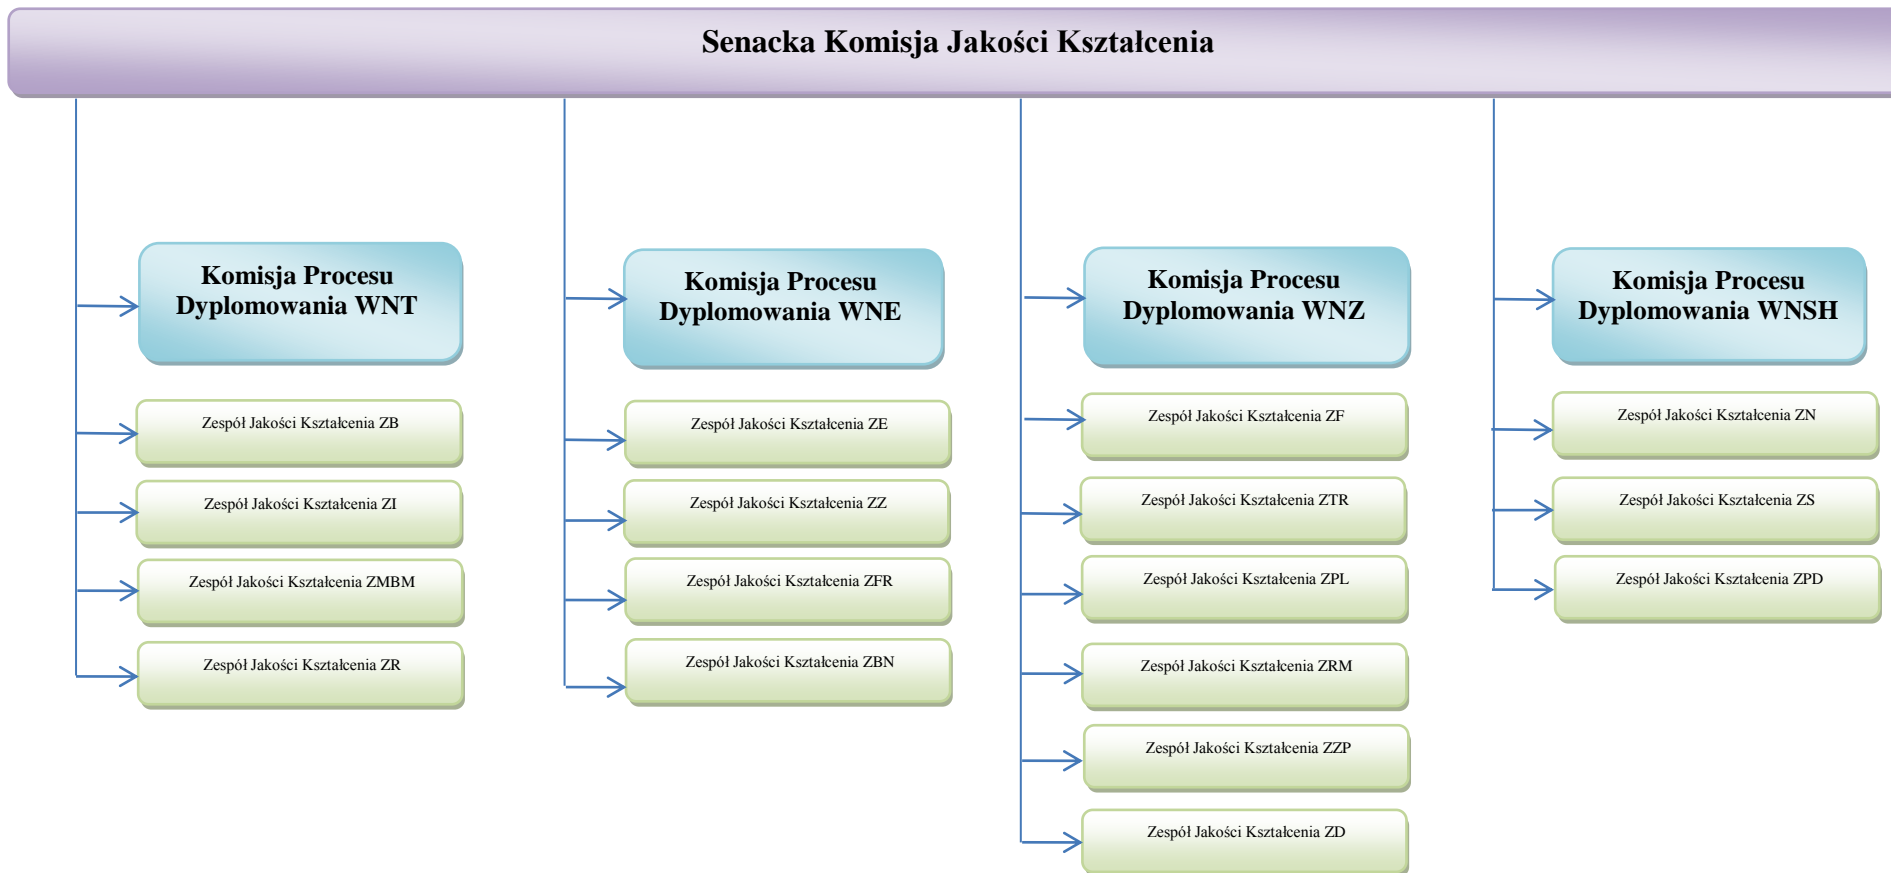 Senacka Komisja Jakości Kształcenia
Komisja Procesu
Dyplomowania WNT
Zespół Jakości Kształcenia ZB
Zespół Jakości Kształcenia ZI
Zespół Jakości Kształcenia ZMBM
Zespół Jakości Kształcenia ZR
Komisja Procesu
Dyplomowania WNE
Zespół Jakości Kształcenia ZE
Zespół Jakości Kształcenia ZZ
Zespół Jakości Kształcenia ZFR
Zespół Jakości Kształcenia ZBN
Komisja Procesu
Dyplomowania WNZ
Zespół Jakości Kształcenia ZF
Zespół Jakości Kształcenia ZTR
Zespół Jakości Kształcenia ZPL
Zespół Jakości Kształcenia ZRM
Zespół Jakości Kształcenia ZZP
Zespół Jakości Kształcenia ZD
Komisja Procesu
Dyplomowania WNSH
Zespół Jakości Kształcenia ZN
Zespół Jakości Kształcenia ZS
Zespół Jakości Kształcenia ZPD